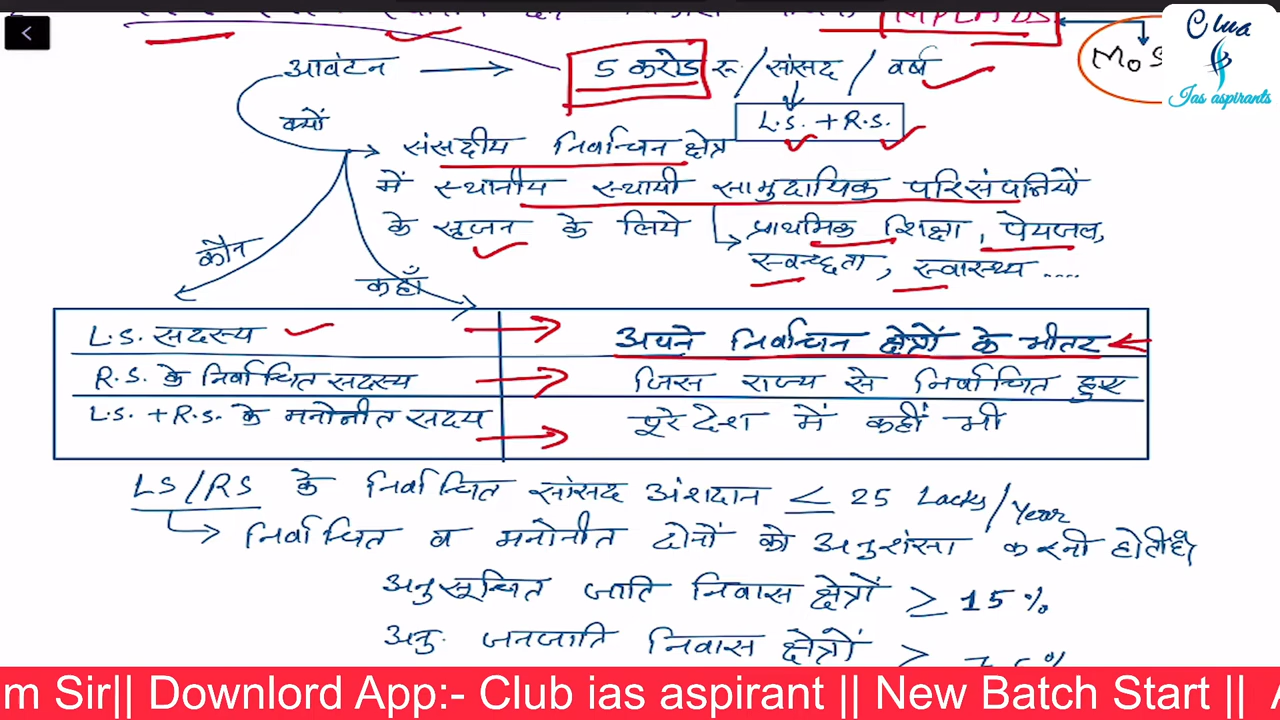 MPLADS
Clua
Ias aspirants
MoS
आवंटन → 5 करोड रू / सांसद / वर्ष
L.S. + R.S.
क्यों
संसदीय निर्वाचन क्षेत्र
में स्थानीय स्थायी सामुदायिक परिसंपत्तियों
के सृजन के लिये प्राथमिक शिक्षा, पेयजल,
स्वच्छता, स्वास्थ्य ....
कौन
कहाँ
L.S. सदस्य → अपने निर्वाचन क्षेत्रों के भीतर
R.S. के निर्वाचित सदस्य → जिस राज्य से निर्वाचित हुए
L.S. + R.S. के मनोनीत सदस्य → पूरे देश में कहीं भी
LS/RS के निर्वाचित सांसद अंशदान ≤ 25 Lacks/Year
→ निर्वाचित व मनोनीत दोनों को अनुशंसा करनी होती है
अनुसूचित जाति निवास क्षेत्रों ≥ 15 %
अनु. जनजाति निवास क्षेत्रों
m Sir|| Downlord App:- Club ias aspirant || New Batch Start ||